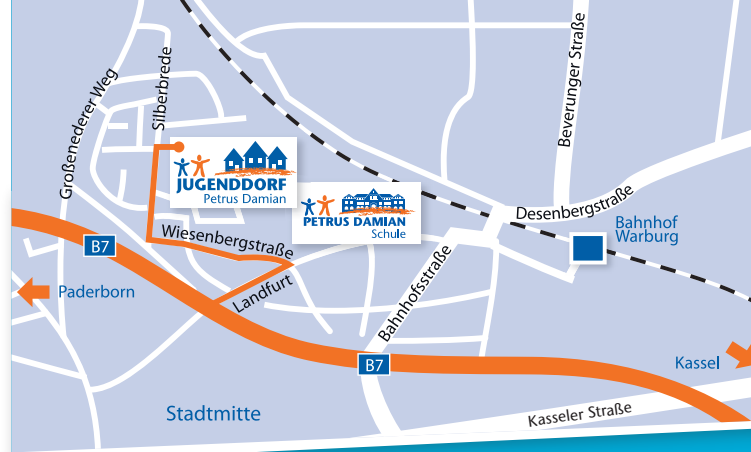 Großenederer Weg
Silberbrede
Beverunger Straße
JUGENDDORF
Petrus Damian
PETRUS DAMIAN
Schule
Desenbergstraße
Bahnhof
Warburg
B7
Wiesenbergstraße
Paderborn
Landfurt
Bahnhofsstraße
B7
Kassel
Stadtmitte
Kasseler Straße